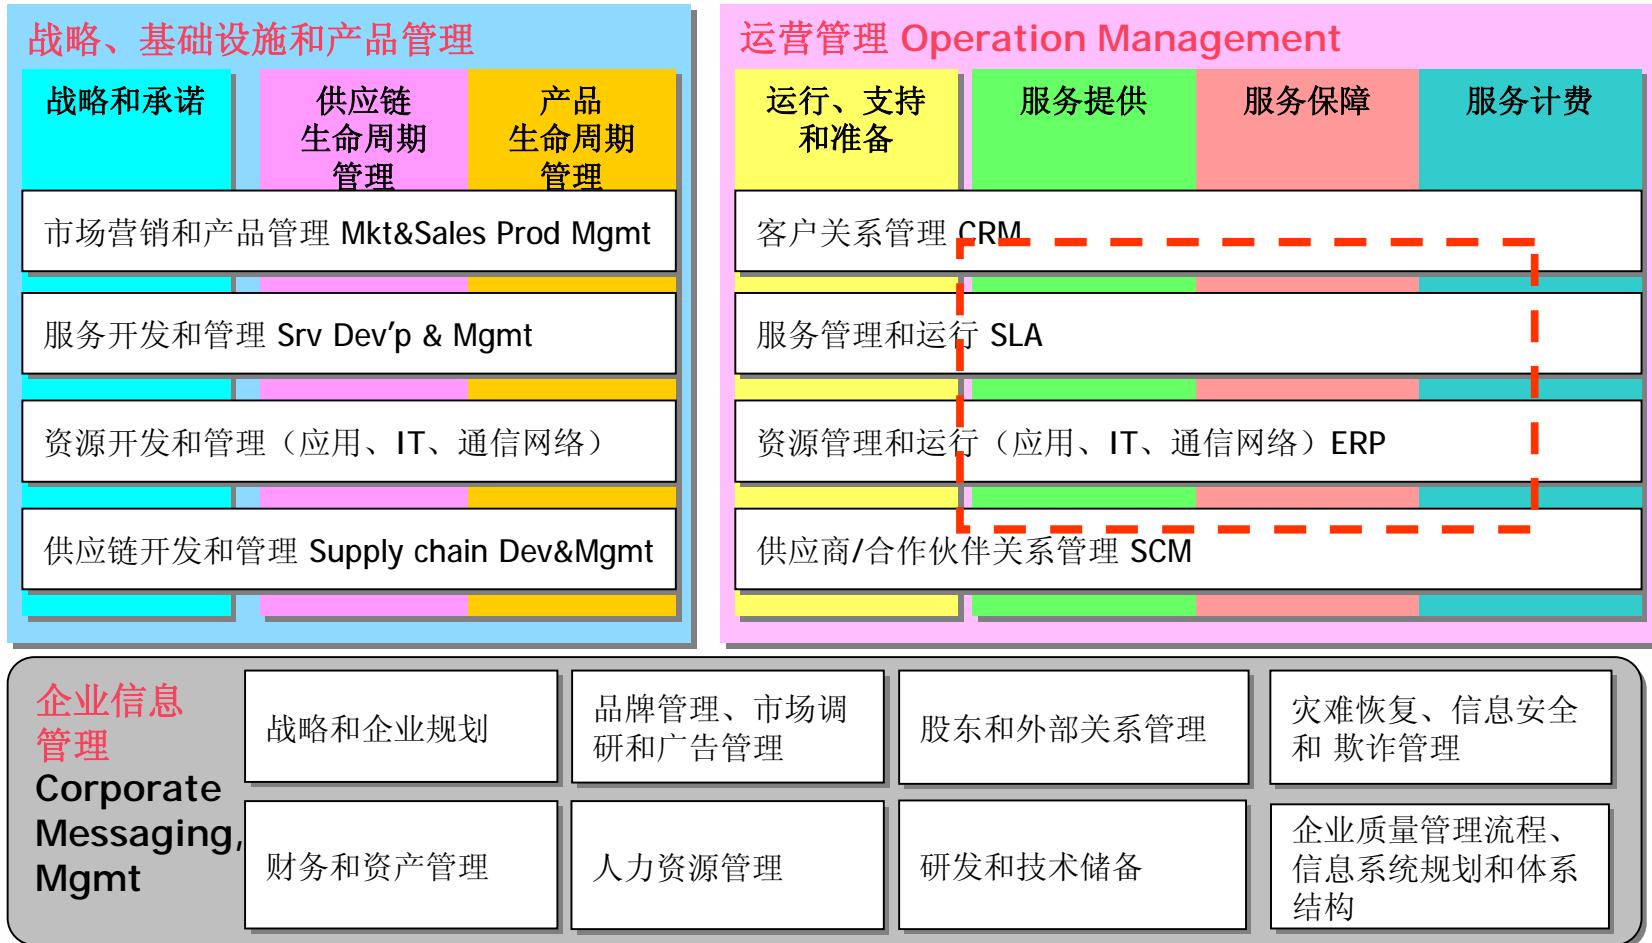 战略、基础设施和产品管理
战略和承诺
供应链
生命周期
管理
产品
生命周期
管理
市场营销和产品管理 Mkt&Sales Prod Mgmt
服务开发和管理 Srv Dev’p & Mgmt
资源开发和管理（应用、IT、通信网络）
供应链开发和管理 Supply chain Dev&Mgmt
运营管理 Operation Management
运行、支持
和准备
服务提供
服务保障
服务计费
客户关系管理 CRM
服务管理和运行 SLA
资源管理和运行（应用、IT、通信网络）ERP
供应商/合作伙伴关系管理 SCM
企业信息
管理
Corporate
Messaging,
Mgmt
战略和企业规划
品牌管理、市场调
研和广告管理
股东和外部关系管理
灾难恢复、信息安全
和 欺诈管理
财务和资产管理
人力资源管理
研发和技术储备
企业质量管理流程、
信息系统规划和体系
结构